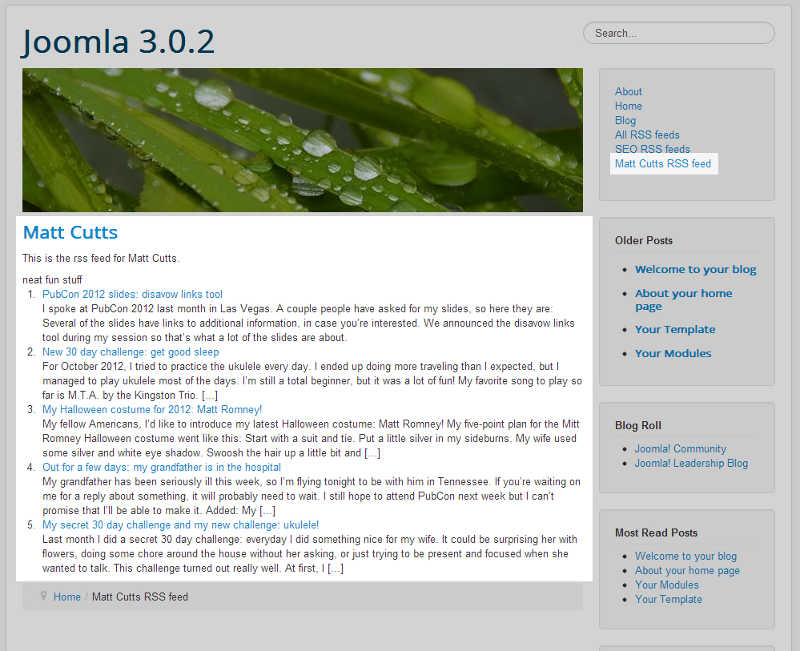 Joomla 3.0.2
Search...
About
Home
Blog
All RSS feeds
SEO RSS feeds
Matt Cutts RSS feed
Matt Cutts
This is the rss feed for Matt Cutts.
neat fun stuff
1. PubCon 2012 slides: disavow links tool
I spoke at PubCon 2012 last month in Las Vegas. A couple people have asked for my slides, so here they are:
Several of the slides have links to additional information, in case you're interested. We announced the disavow links
tool during my session so that's what a lot of the slides are about.
2. New 30 day challenge: get good sleep
For October 2012, I tried to practice the ukulele every day. I ended up doing more traveling than I expected, but I
managed to play ukulele most of the days. I'm still a total beginner, but it was a lot of fun! My favorite song to play so
far is M.T.A. by the Kingston Trio. [...]
3. My Halloween costume for 2012: Matt Romney!
My fellow Amencans, I'd like to introduce my latest Halloween costume: Matt Romney! My five-point plan for the Mitt
Romney Halloween costume went like this: Start with a suit and tie. Put a little silver in my sideburns. My wife used
some silver and white eye shadow. Swoosh the hair up a little bit and [...]
4. Out for a few days: my grandfather is in the hospital
My grandfather has been seriously ill this week, so I'm flying tonight to be with him in Tennessee. If you're waiting on
me for a reply about something, it will probably need to wait. I still hope to attend PubCon next week but I can't
promise that I'll be able to make it. Added: My [...]
5. My secret 30 day challenge and my new challenge: ukulele!
Last month I did a secret 30 day challenge: everyday I did something nice for my wife. It could be surprising her with
flowers, doing some chore around the house without her asking, or just trying to be present and focused when she
wanted to talk. This challenge turned out really well. At first, I [...]
Home / Matt Cutts RSS feed
Older Posts
Welcome to your blog
About your home
page
Your Template
Your Modules
Blog Roll
Joomla! Community
Joomla! Leadership Blog
Most Read Posts
Welcome to your blog
About your home page
Your Modules
Your Template